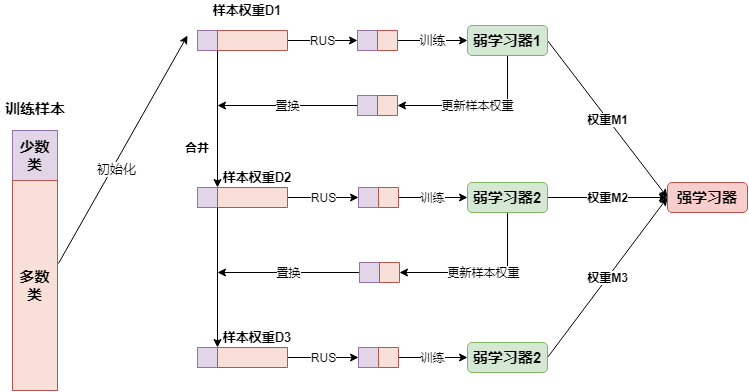 样本权重D1
RUS
训练
弱学习器1
置换
更新样本权重
权重M1
训练样本
少数
类
多数
类
初始化
合并
样本权重D2
RUS
训练
弱学习器2
权重M2
强学习器
置换
更新样本权重
权重M3
样本权重D3
RUS
训练
弱学习器2